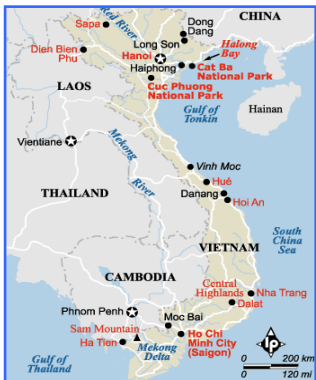 CHINA
Dong
Dang
Red River
Sapa
Long Son
Halong
Bay
Dien Bien
Phu
Hanoi
Haiphong
Cat Ba
National Park
LAOS
Cuc Phuong
National Park
Gulf of
Tonkin
Hainan
Vientiane
Mekong
River
Vinh Moc
THAILAND
Hué
Danang
Hoi An
South
China
Sea
VIETNAM
CAMBODIA
Central
Highlands
Nha Trang
Dalat
Phnom Penh
Moc Bai
Sam Mountain
Ha Tien
Mekong
Delta
Ho Chi
Minh City
(Saigon)
Gulf of
Thailand
lp
0 200 km
0 120 mi